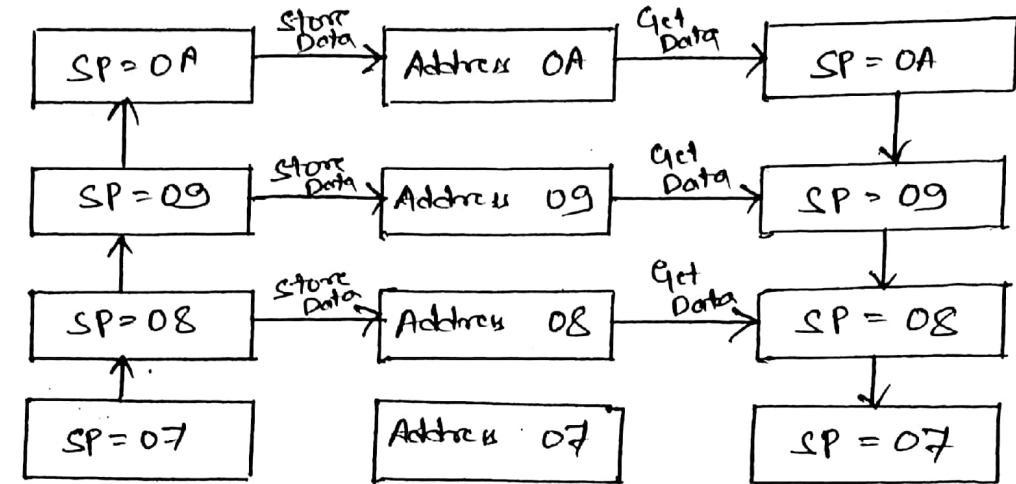 Store
Data
Get
Data
SP = 0A
Address 0A
SP = 0A
Store
Data
Get
Data
SP = 09
Address 09
SP = 09
Store
Data
Get
Data
SP = 08
Address 08
SP = 08
SP = 07
Address 07
SP = 07